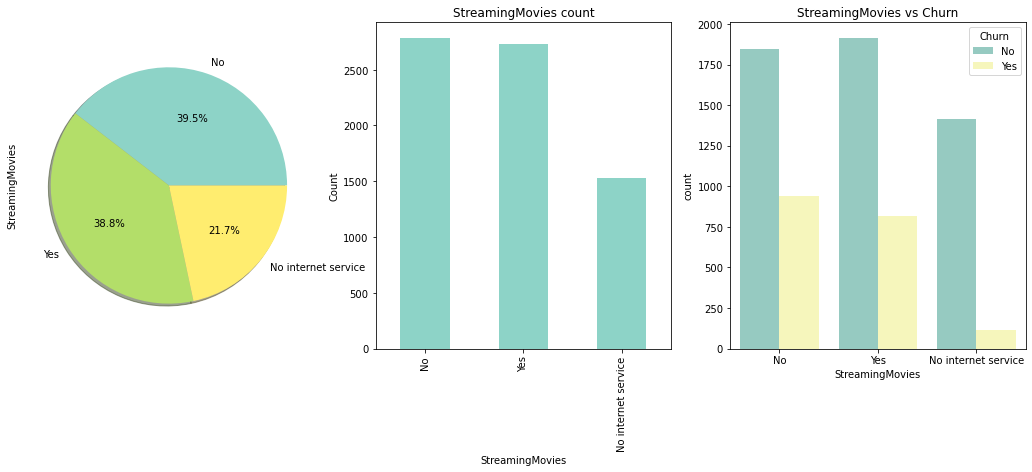 StreamingMovies
No
39.5%
Yes
38.8%
21.7%
No internet service
StreamingMovies count
Count
2500
2000
1500
1000
500
0
No
Yes
No internet service
StreamingMovies
StreamingMovies vs Churn
count
2000
1750
1500
1250
1000
750
500
250
0
Churn
No
Yes
No
Yes
No internet service
StreamingMovies